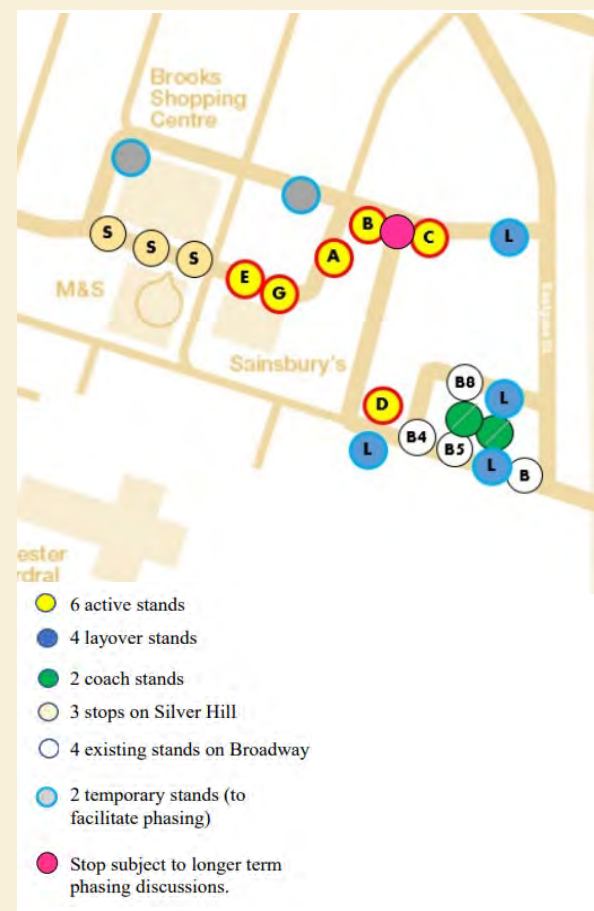 Brooks
Shopping
Centre
B
C
L
S
S
S
A
E
G
M&S
Sainsbury's
B8
L
D
B4
B5
L
L
B
ester
rdral
6 active stands
4 layover stands
2 coach stands
3 stops on Silver Hill
4 existing stands on Broadway
2 temporary stands (to
facilitate phasing)
Stop subject to longer term
phasing discussions.